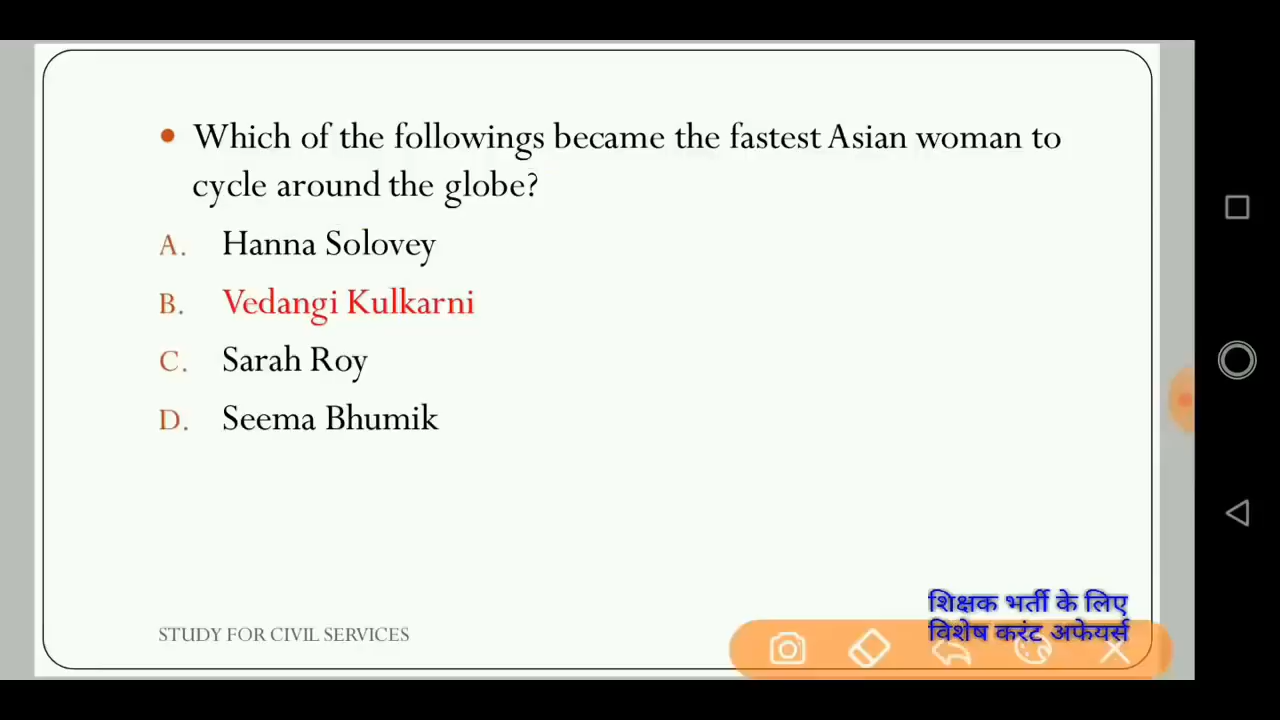 Which of the followings became the fastest Asian woman to
cycle around the globe?
A. Hanna Solovey
B. Vedangi Kulkarni
C. Sarah Roy
D. Seema Bhumik
शिक्षक भर्ती के लिए
विशेष करंट अफेयर्स
STUDY FOR CIVIL SERVICES